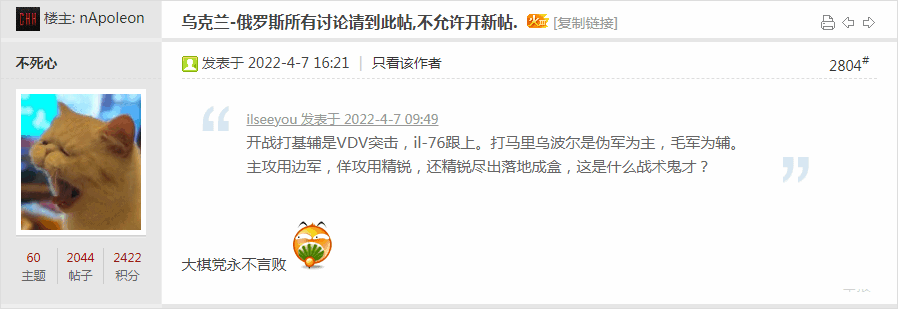 楼主: nApoleon
乌克兰-俄罗斯所有讨论请到此帖,不允许开新帖. 火 [复制链接]
不死心
发表于 2022-4-7 16:21 | 只看该作者
2804#
ilseeyou 发表于 2022-4-7 09:49
开战打基辅是VDV突击，il-76跟上。打马里乌波尔是伪军为主，毛军为辅。
主攻用边军，佯攻用精锐，还精锐尽出落地成盒，这是什么战术鬼才？
60 2044 2422
主题 帖子 积分
大棋党永不言败